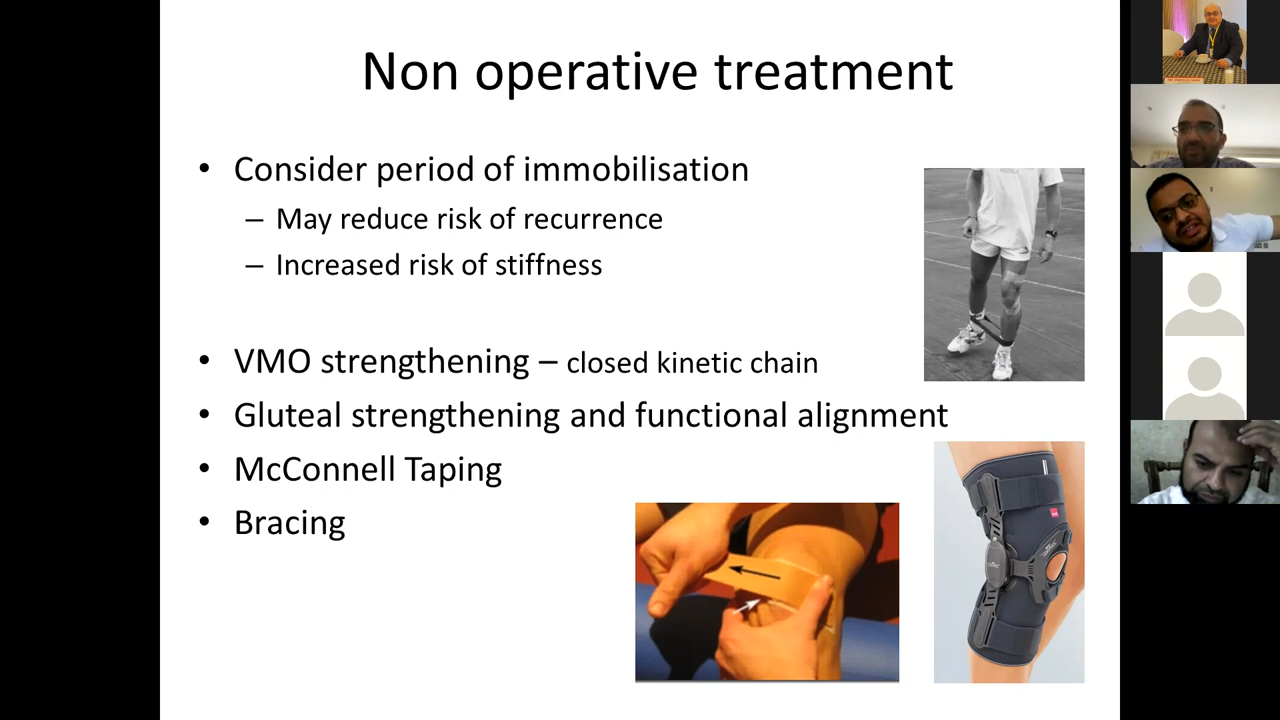 Non operative treatment
• Consider period of immobilisation
– May reduce risk of recurrence
– Increased risk of stiffness
• VMO strengthening – closed kinetic chain
• Gluteal strengthening and functional alignment
• McConnell Taping
• Bracing